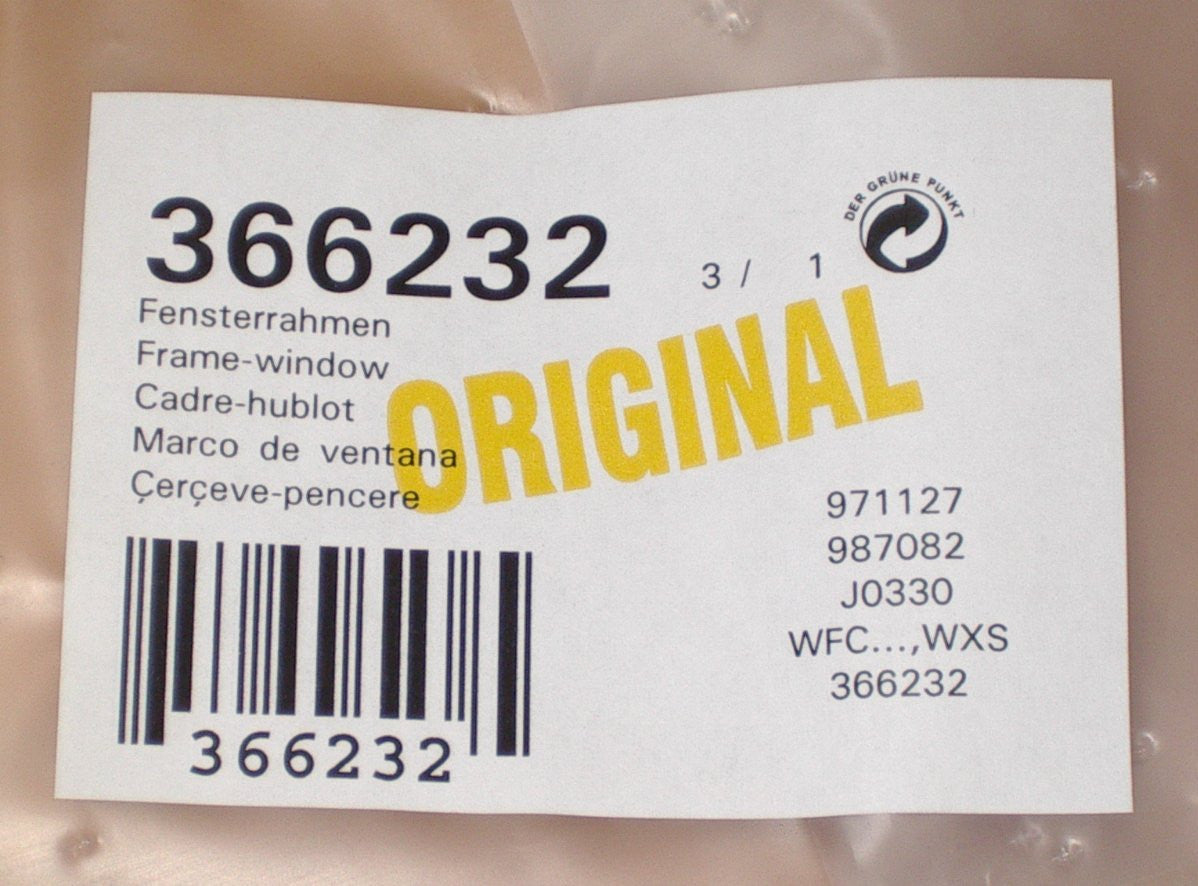 DER GRÜNE PUNKT
366232
3 / 1
Fensterrahmen
Frame-window
Cadre-hublot
Marco de ventana
Çerçeve-pencere
ORIGINAL
971127
987082
J0330
WFC...,WXS
366232
366232